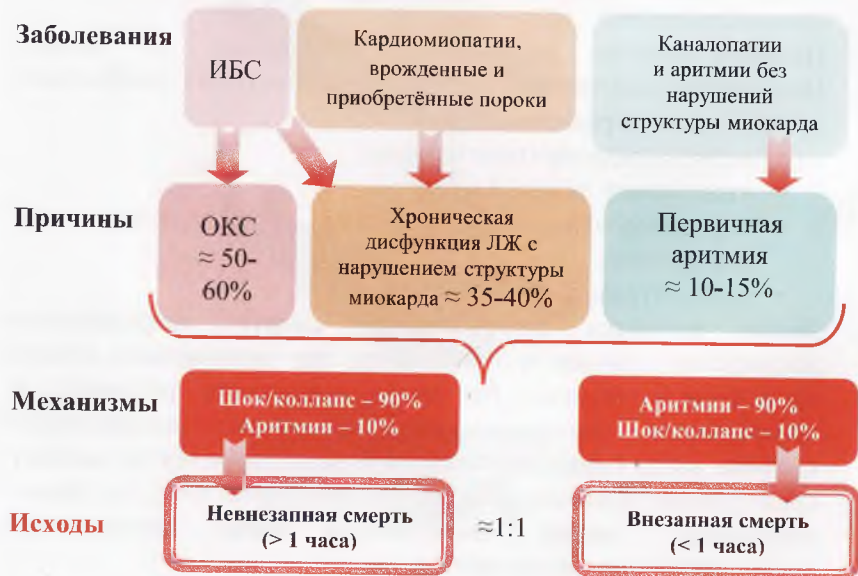 Заболевания
ИБС
Кардиомиопатии,
врожденные и
приобретённые пороки
Каналопатии
и аритмии без
нарушений
структуры миокарда
Причины
ОКС
≈ 50-
60%
Хроническая
дисфункция ЛЖ с
нарушением структуры
миокарда ≈ 35-40%
Первичная
аритмия
≈ 10-15%
Механизмы
Шок/коллапс – 90%
Аритмии – 10%
Аритмии – 90%
Шок/коллапс – 10%
Исходы
Невнезапная смерть
(> 1 часа)
≈1:1
Внезапная смерть
(< 1 часа)